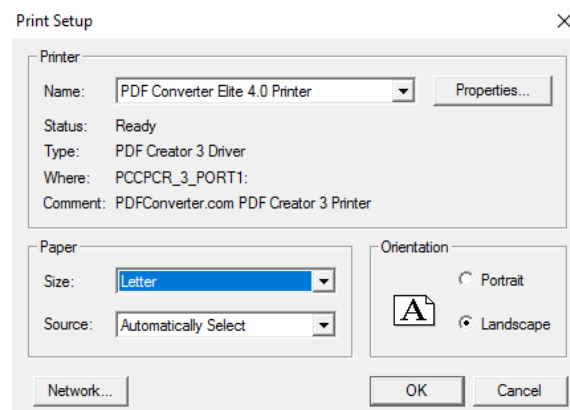 Print Setup
Printer
Name: PDF Converter Elite 4.0 Printer Properties...
Status: Ready
Type: PDF Creator 3 Driver
Where: PCCPCR_3_PORT1:
Comment: PDFConverter.com PDF Creator 3 Printer
Paper
Size: Letter
Source: Automatically Select
Orientation
Portrait
A
Landscape
Network... OK Cancel